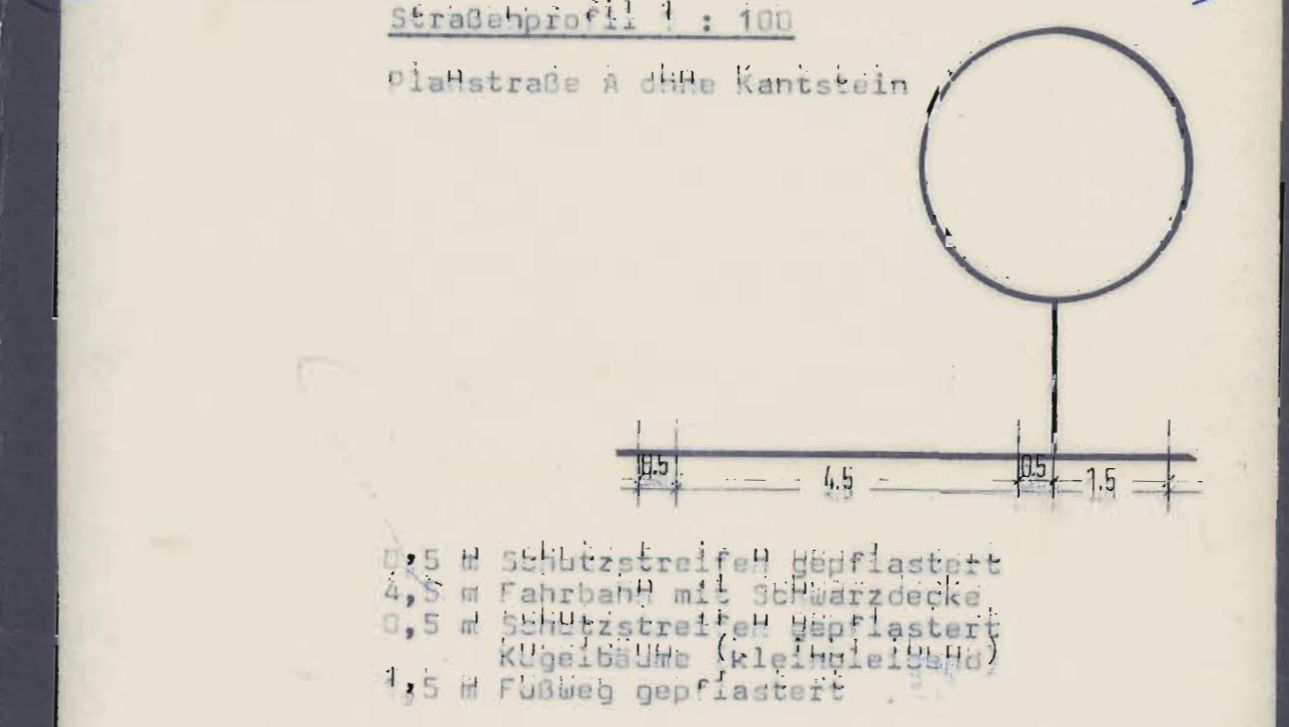 Straßenprofil 1 : 100
Planstraße A ohne Kantstein
0.5 4.5 0.5 1.5
0,5 m Schutzstreifen gepflastert
4,5 m Fahrbahn mit Schwarzdecke
0,5 m Schutzstreifen gepflastert
Kugelbäume (kleinbleibend)
1,5 m Fußweg gepflastert